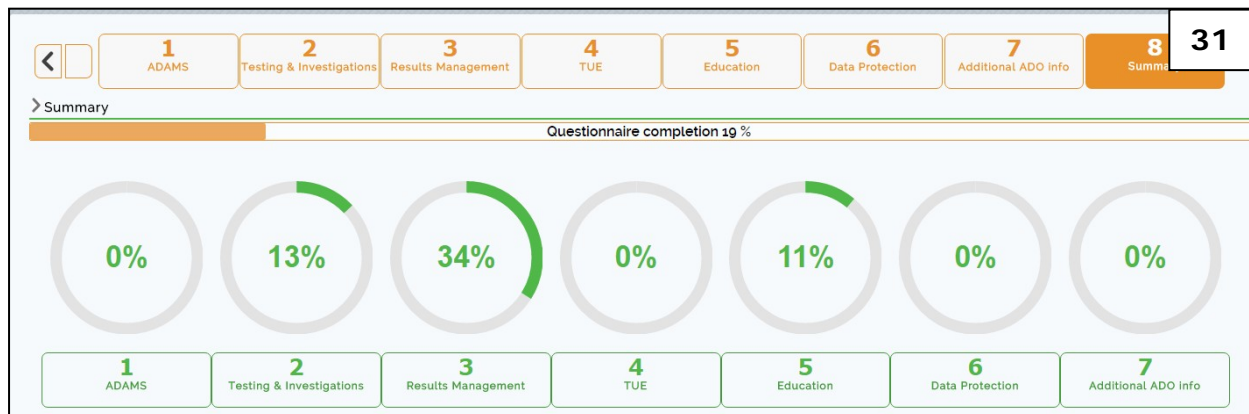 31
1 2 3 4 5 6 7 8
ADAMS Testing & Investigations Results Management TUE Education Data Protection Additional ADO info
Summary
Questionnaire completion 19 %
0% 13% 34% 0% 11% 0% 0%
1 2 3 4 5 6 7
ADAMS Testing & Investigations Results Management TUE Education Data Protection Additional ADO info